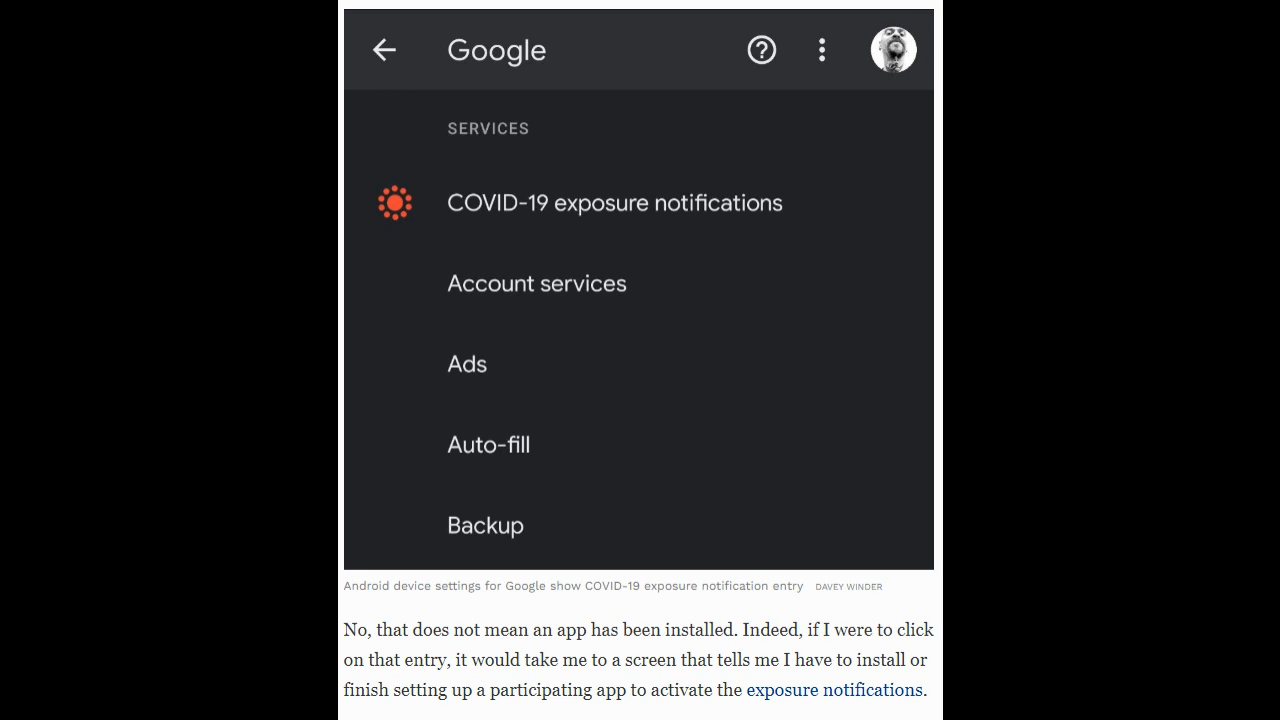 Google
SERVICES
COVID-19 exposure notifications
Account services
Ads
Auto-fill
Backup
Android device settings for Google show COVID-19 exposure notification entry DAVEY WINDER
No, that does not mean an app has been installed. Indeed, if I were to click
on that entry, it would take me to a screen that tells me I have to install or
finish setting up a participating app to activate the exposure notifications.